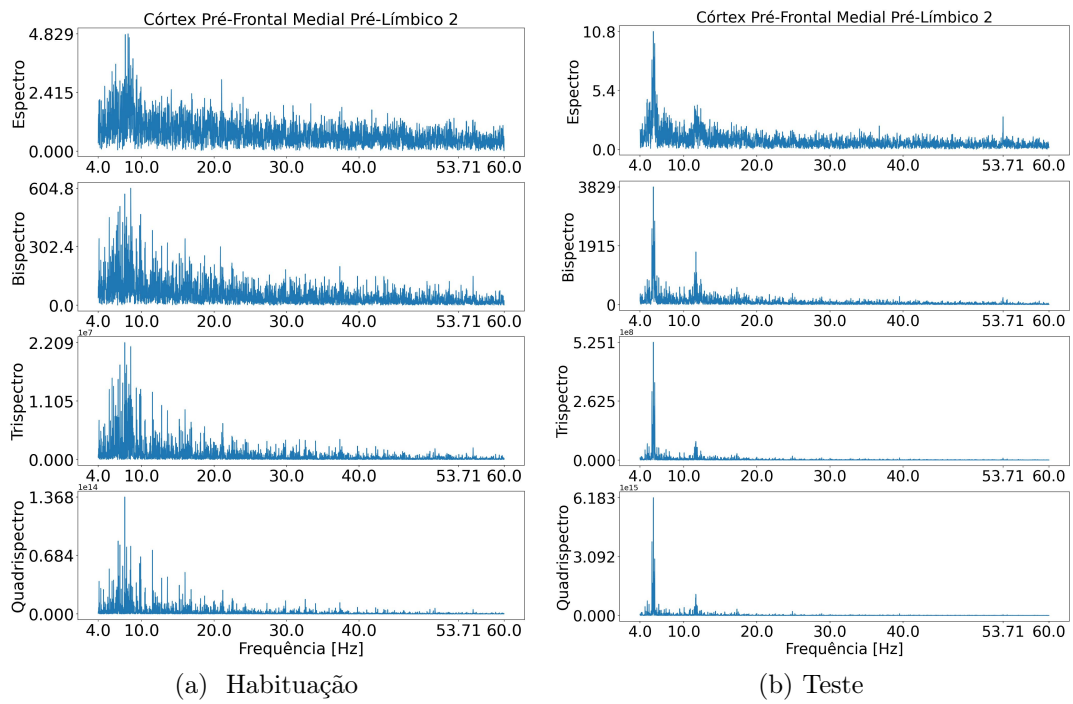 Córtex Pré-Frontal Medial Pré-Límbico 2
Espectro
4.829
2.415
0.000
4.0 10.0 20.0 30.0 40.0 53.71 60.0
Bispectro
604.8
302.4
0.0
4.0 10.0 20.0 30.0 40.0 53.71 60.0
1e7
Trispectro
2.209
1.105
0.000
4.0 10.0 20.0 30.0 40.0 53.71 60.0
1e14
Quadrispectro
1.368
0.684
0.000
4.0 10.0 20.0 30.0 40.0 53.71 60.0
Frequência [Hz]
(a) Habituação
Córtex Pré-Frontal Medial Pré-Límbico 2
Espectro
10.8
5.4
0.0
4.0 10.0 20.0 30.0 40.0 53.71 60.0
Bispectro
3829
1915
0
4.0 10.0 20.0 30.0 40.0 53.71 60.0
1e8
Trispectro
5.251
2.625
0.000
4.0 10.0 20.0 30.0 40.0 53.71 60.0
1e15
Quadrispectro
6.183
3.092
0.000
4.0 10.0 20.0 30.0 40.0 53.71 60.0
Frequência [Hz]
(b) Teste